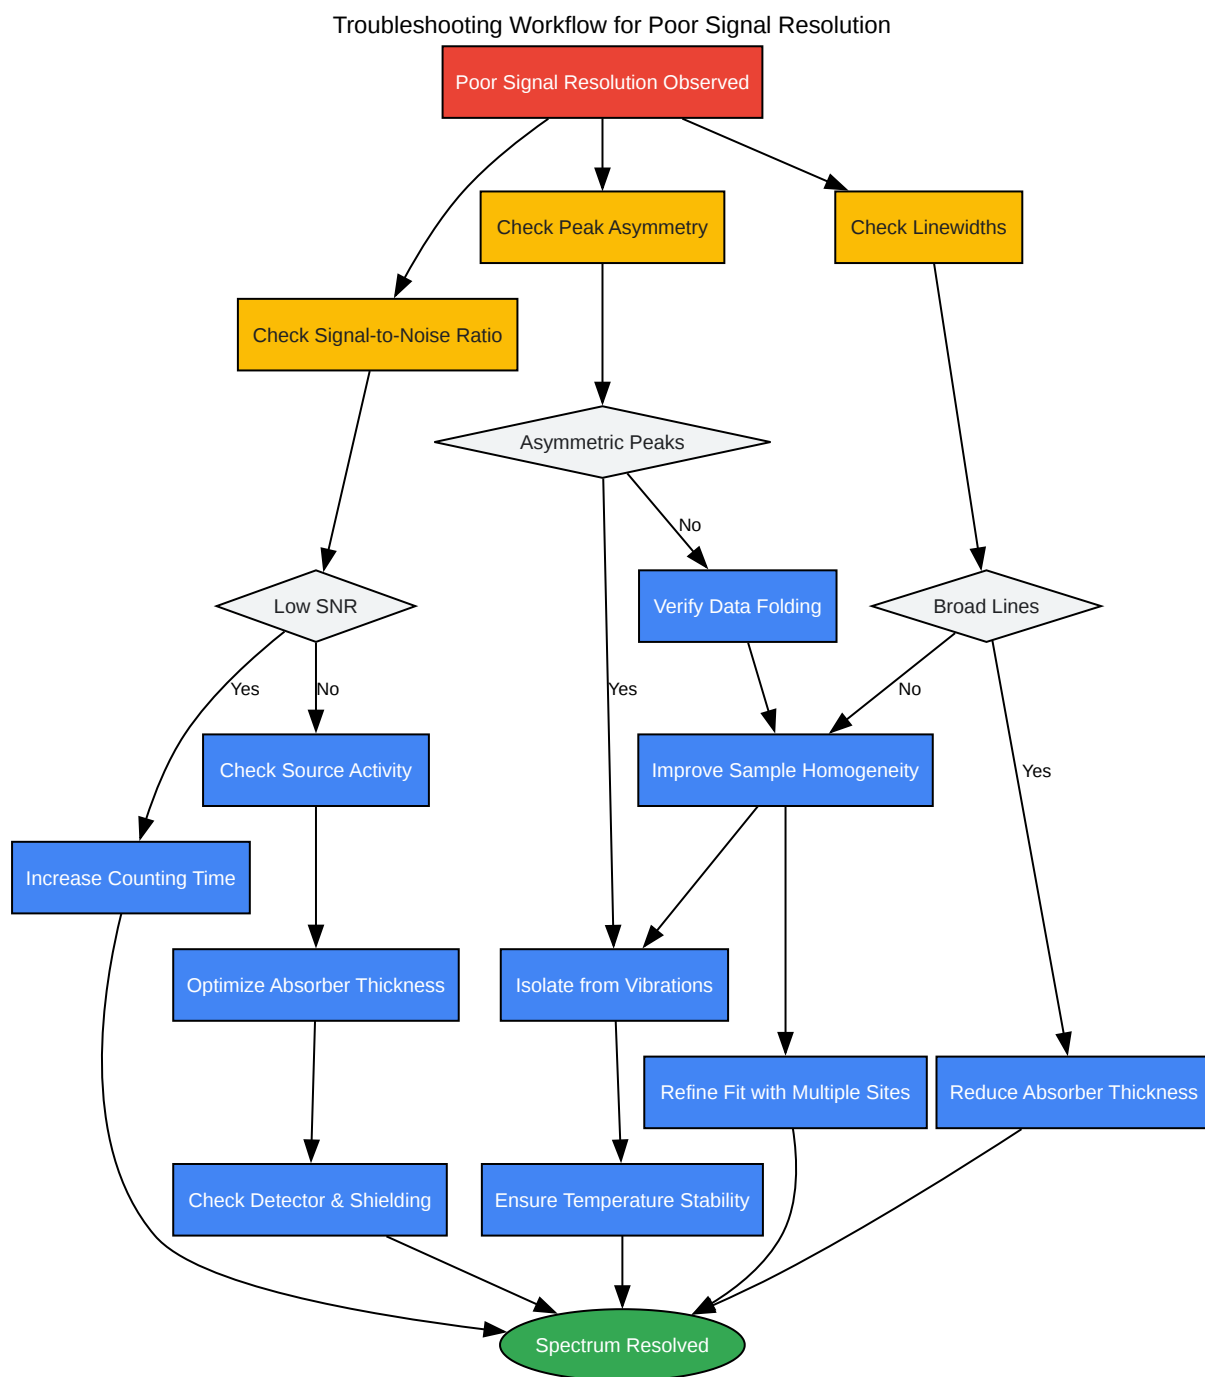 Troubleshooting Workflow for Poor Signal Resolution
Poor Signal Resolution Observed
Check Peak Asymmetry
Check Linewidths
Check Signal-to-Noise Ratio
Asymmetric Peaks
No
Low SNR
Verify Data Folding
Broad Lines
Yes
No
Yes
No
Check Source Activity
Improve Sample Homogeneity
Yes
Increase Counting Time
Optimize Absorber Thickness
Isolate from Vibrations
Refine Fit with Multiple Sites
Reduce Absorber Thickness
Check Detector & Shielding
Ensure Temperature Stability
Spectrum Resolved